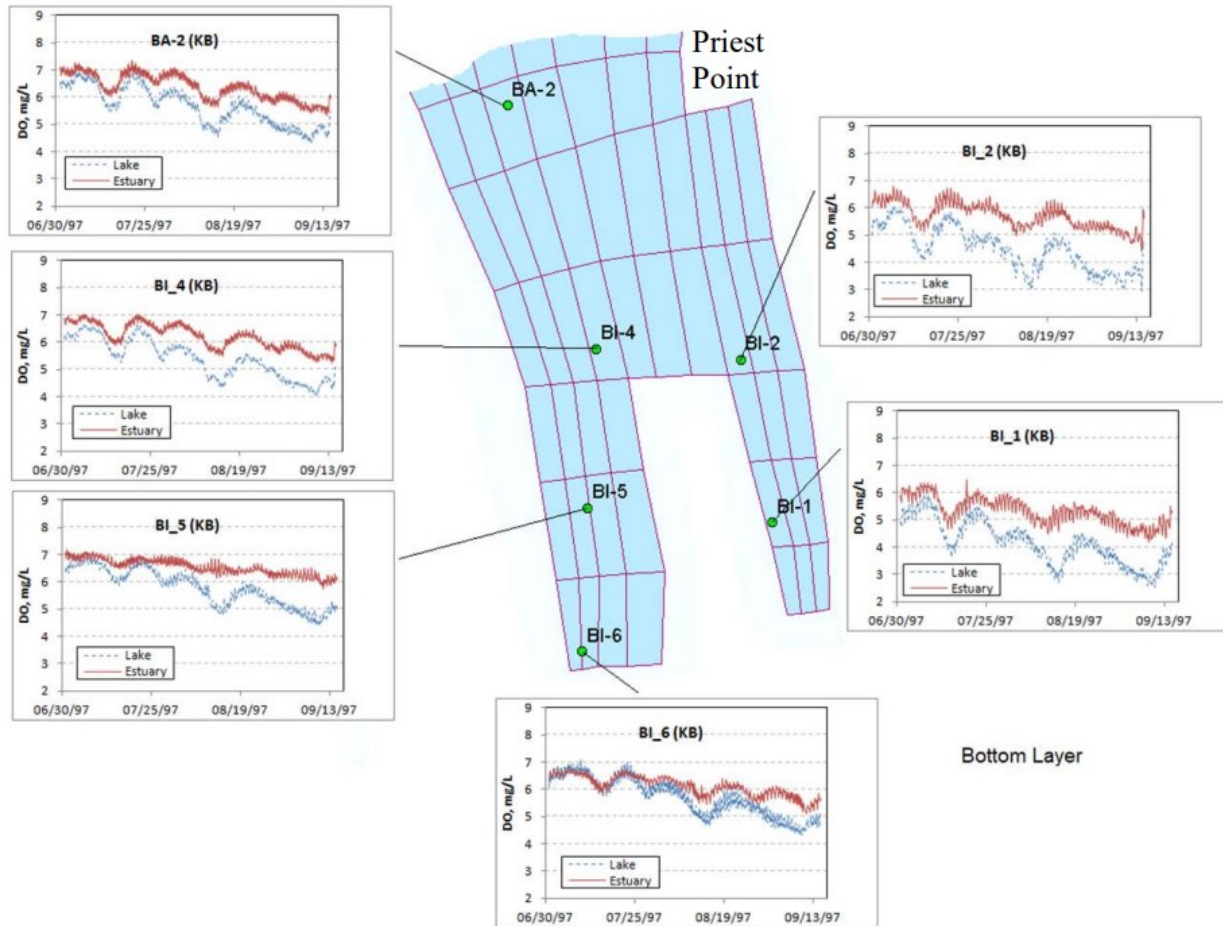 BA-2 (KB)
DO, mg/L
9
8
7
6
5
4
3
2
Lake
Estuary
06/30/97 07/25/97 08/19/97 09/13/97
Priest
Point
BA-2
BI_2 (KB)
DO, mg/L
9
8
7
6
5
4
3
2
Lake
Estuary
06/30/97 07/25/97 08/19/97 09/13/97
BI_4 (KB)
DO, mg/L
9
8
7
6
5
4
3
2
Lake
Estuary
06/30/97 07/25/97 08/19/97 09/13/97
BI-4
BI-2
BI_1 (KB)
DO, mg/L
9
8
7
6
5
4
3
2
Lake
Estuary
06/30/97 07/25/97 08/19/97 09/13/97
BI_5 (KB)
DO, mg/L
9
8
7
6
5
4
3
2
Lake
Estuary
06/30/97 07/25/97 08/19/97 09/13/97
BI-5
BI-1
BI-6
BI_6 (KB)
DO, mg/L
9
8
7
6
5
4
3
2
Lake
Estuary
06/30/97 07/25/97 08/19/97 09/13/97
Bottom Layer